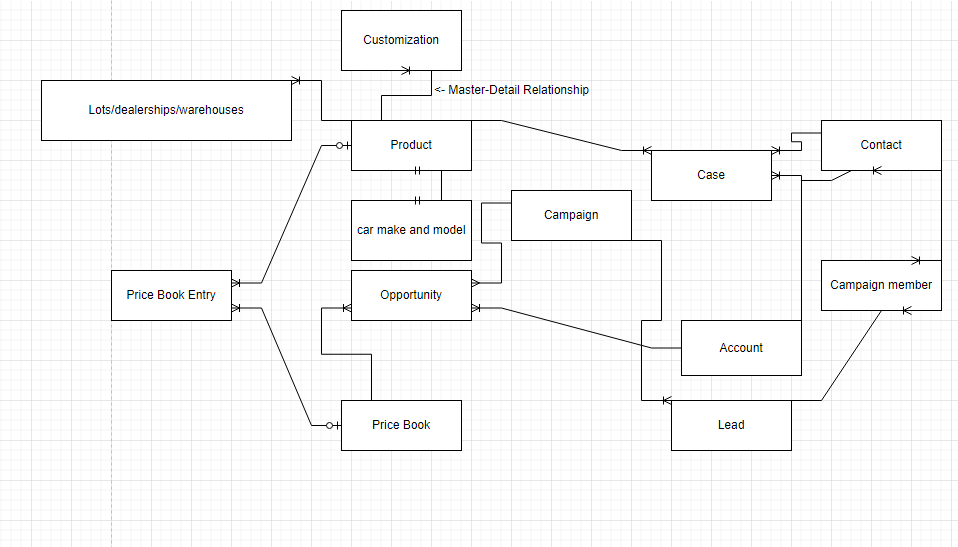 Customization
<- Master-Detail Relationship
Lots/dealerships/warehouses
Product
Contact
Case
Campaign
car make and model
Price Book Entry
Opportunity
Campaign member
Account
Price Book
Lead